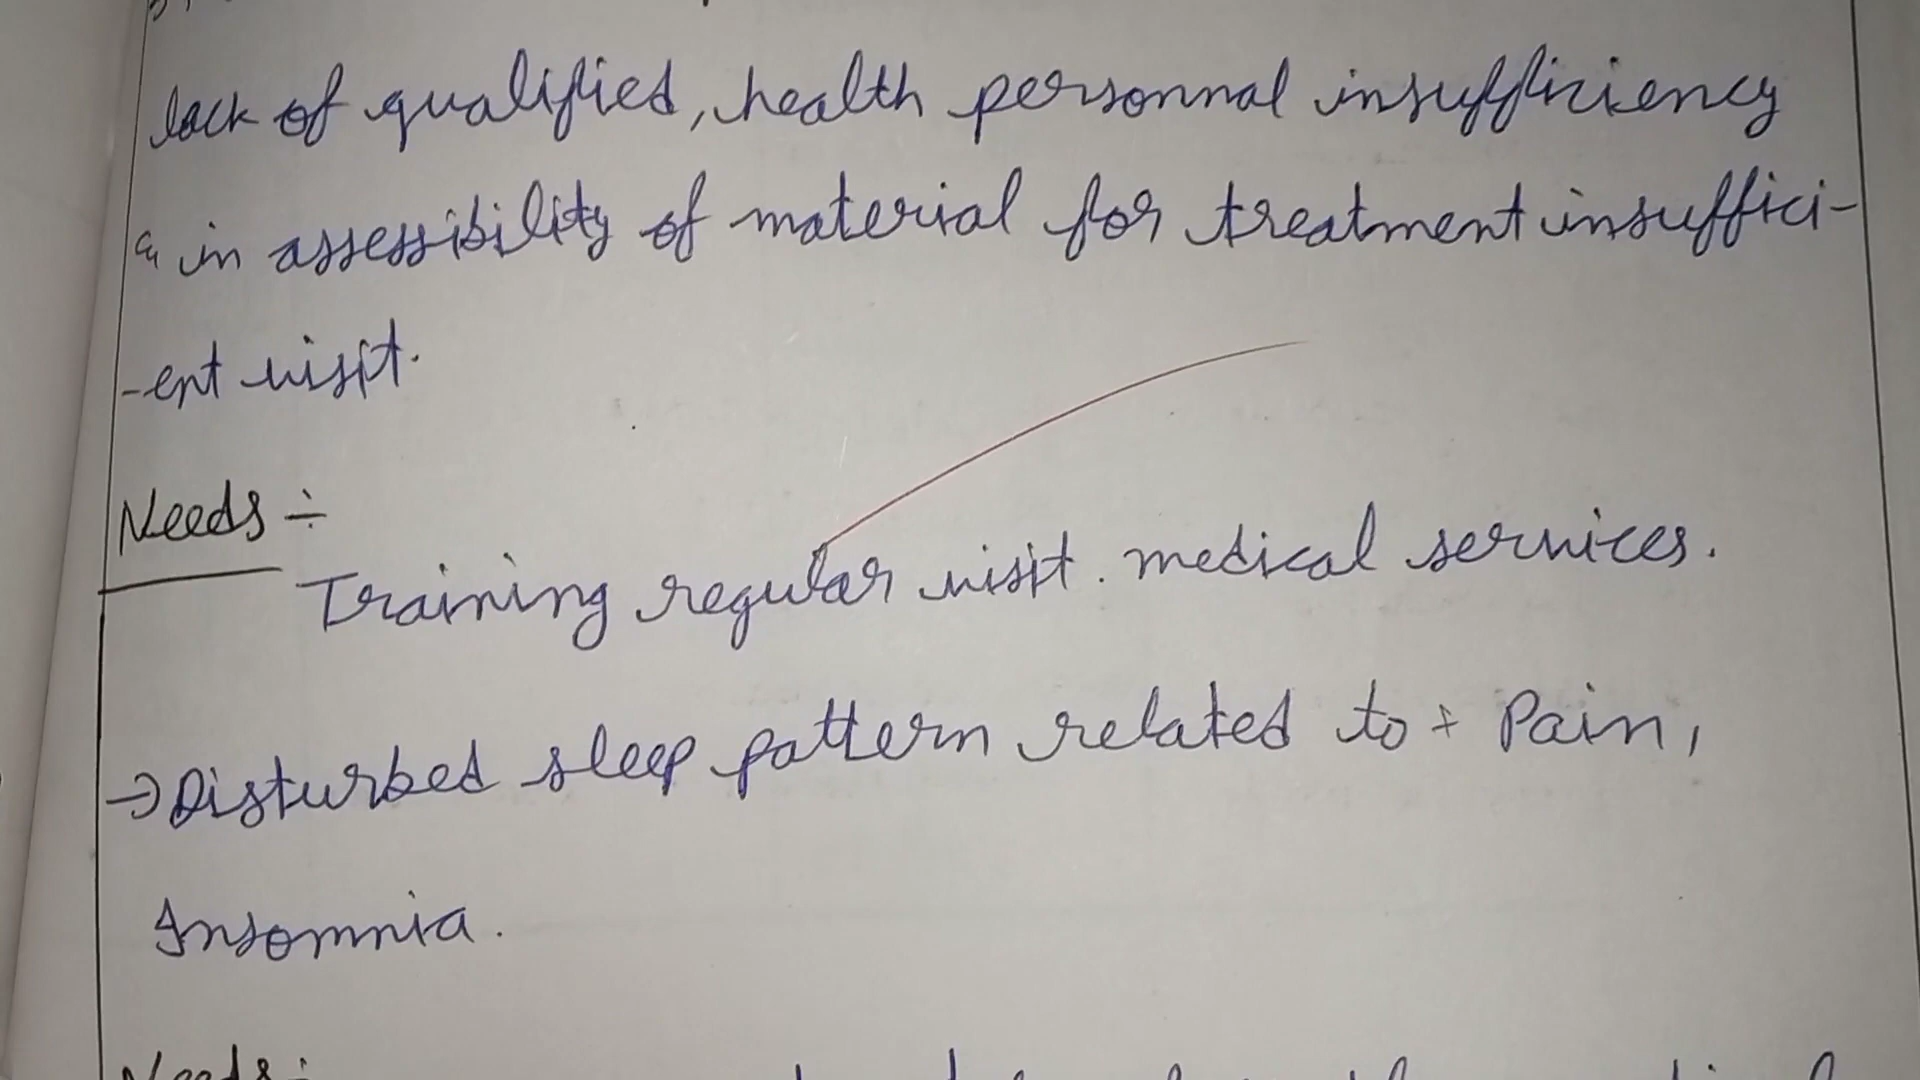 lack of qualified, health personnal insufficiency
& in assessibility of material for treatment insuffici-
-ent visit.
Needs ÷
Training regular visit. medical services.
→ Disturbed sleep pattern related to ÷ Pain,
Insomnia.
Needs: